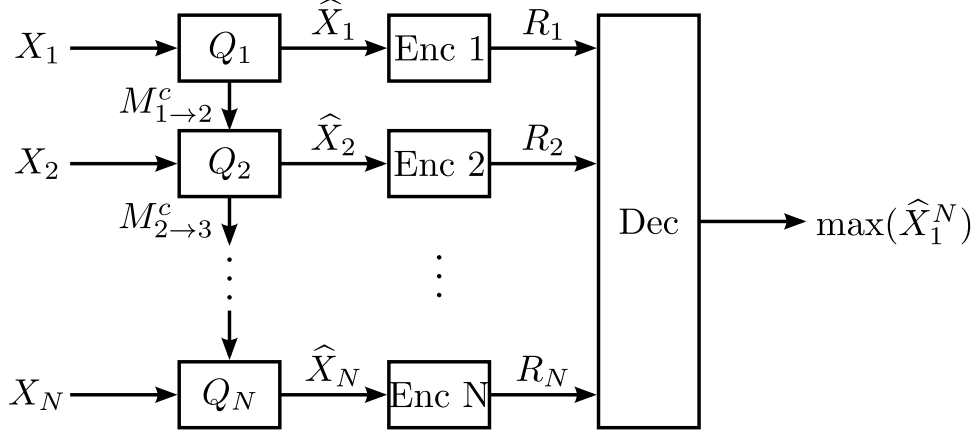 X_1 Q_1 \widehat{X}_1 Enc 1 R_1
M^c_{1→2}
X_2 Q_2 \widehat{X}_2 Enc 2 R_2
M^c_{2→3}
Dec max(\widehat{X}_1^N)
X_N Q_N \widehat{X}_N Enc N R_N